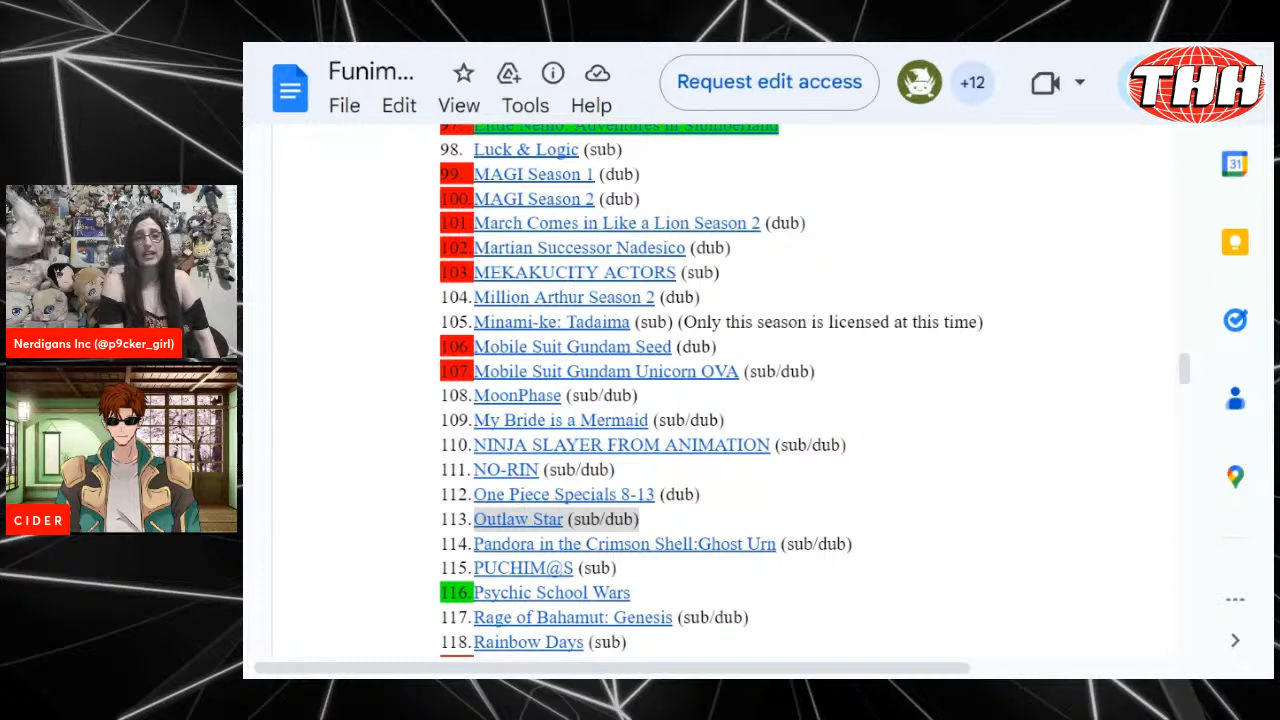 Funim...
Request edit access
+12
THH
File Edit View Tools Help
97. Little Nemo: Adventures in Slumberland
98. Luck & Logic (sub)
99. MAGI Season 1 (dub)
100. MAGI Season 2 (dub)
101. March Comes in Like a Lion Season 2 (dub)
102. Martian Successor Nadesico (dub)
103. MEKAKUCITY ACTORS (sub)
104. Million Arthur Season 2 (dub)
105. Minami-ke: Tadaima (sub) (Only this season is licensed at this time)
106. Mobile Suit Gundam Seed (dub)
107. Mobile Suit Gundam Unicorn OVA (sub/dub)
108. MoonPhase (sub/dub)
109. My Bride is a Mermaid (sub/dub)
110. NINJA SLAYER FROM ANIMATION (sub/dub)
111. NO-RIN (sub/dub)
112. One Piece Specials 8-13 (dub)
113. Outlaw Star (sub/dub)
114. Pandora in the Crimson Shell:Ghost Urn (sub/dub)
115. PUCHIM@S (sub)
116. Psychic School Wars
117. Rage of Bahamut: Genesis (sub/dub)
118. Rainbow Days (sub)
31
Nerdigans Inc (@p9cker_girl)
CIDER